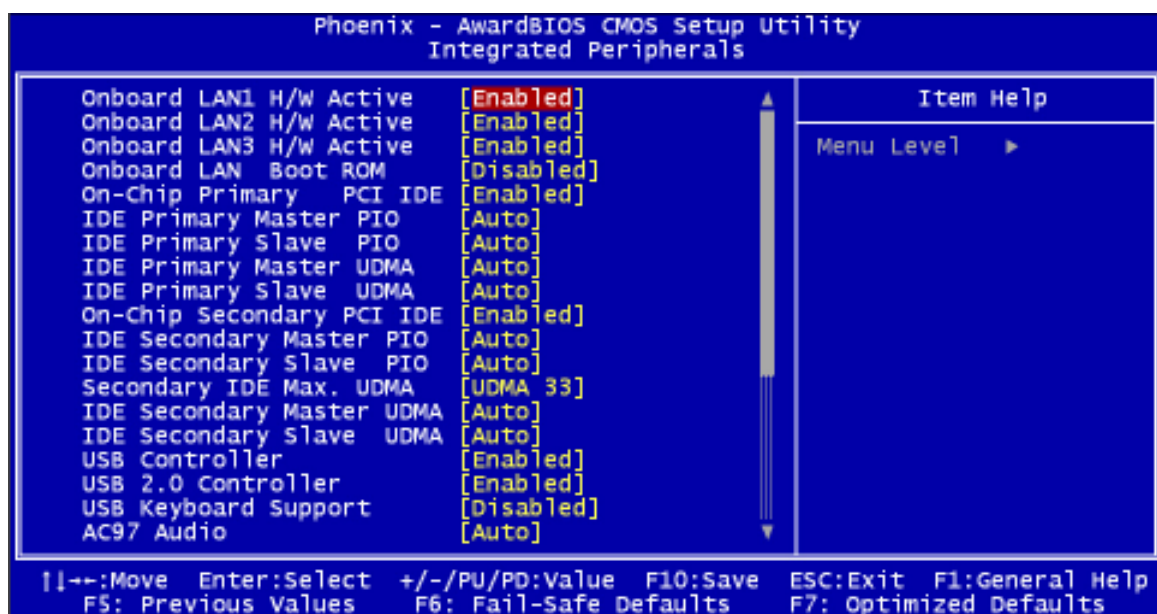 Phoenix - AwardBIOS CMOS Setup Utility
Integrated Peripherals
Onboard LAN1 H/W Active [Enabled]
Onboard LAN2 H/W Active [Enabled]
Onboard LAN3 H/W Active [Enabled]
Onboard LAN Boot ROM [Disabled]
On-Chip Primary PCI IDE [Enabled]
IDE Primary Master PIO [Auto]
IDE Primary Slave PIO [Auto]
IDE Primary Master UDMA [Auto]
IDE Primary Slave UDMA [Auto]
On-Chip Secondary PCI IDE [Enabled]
IDE Secondary Master PIO [Auto]
IDE Secondary Slave PIO [Auto]
Secondary IDE Max. UDMA [UDMA 33]
IDE Secondary Master UDMA [Auto]
IDE Secondary Slave UDMA [Auto]
USB Controller [Enabled]
USB 2.0 Controller [Enabled]
USB Keyboard Support [Disabled]
AC97 Audio [Auto]
Item Help
Menu Level ►
↑↓→←:Move Enter:Select +/-/PU/PD:Value F10:Save ESC:Exit F1:General Help
F5: Previous Values F6: Fail-Safe Defaults F7: Optimized Defaults